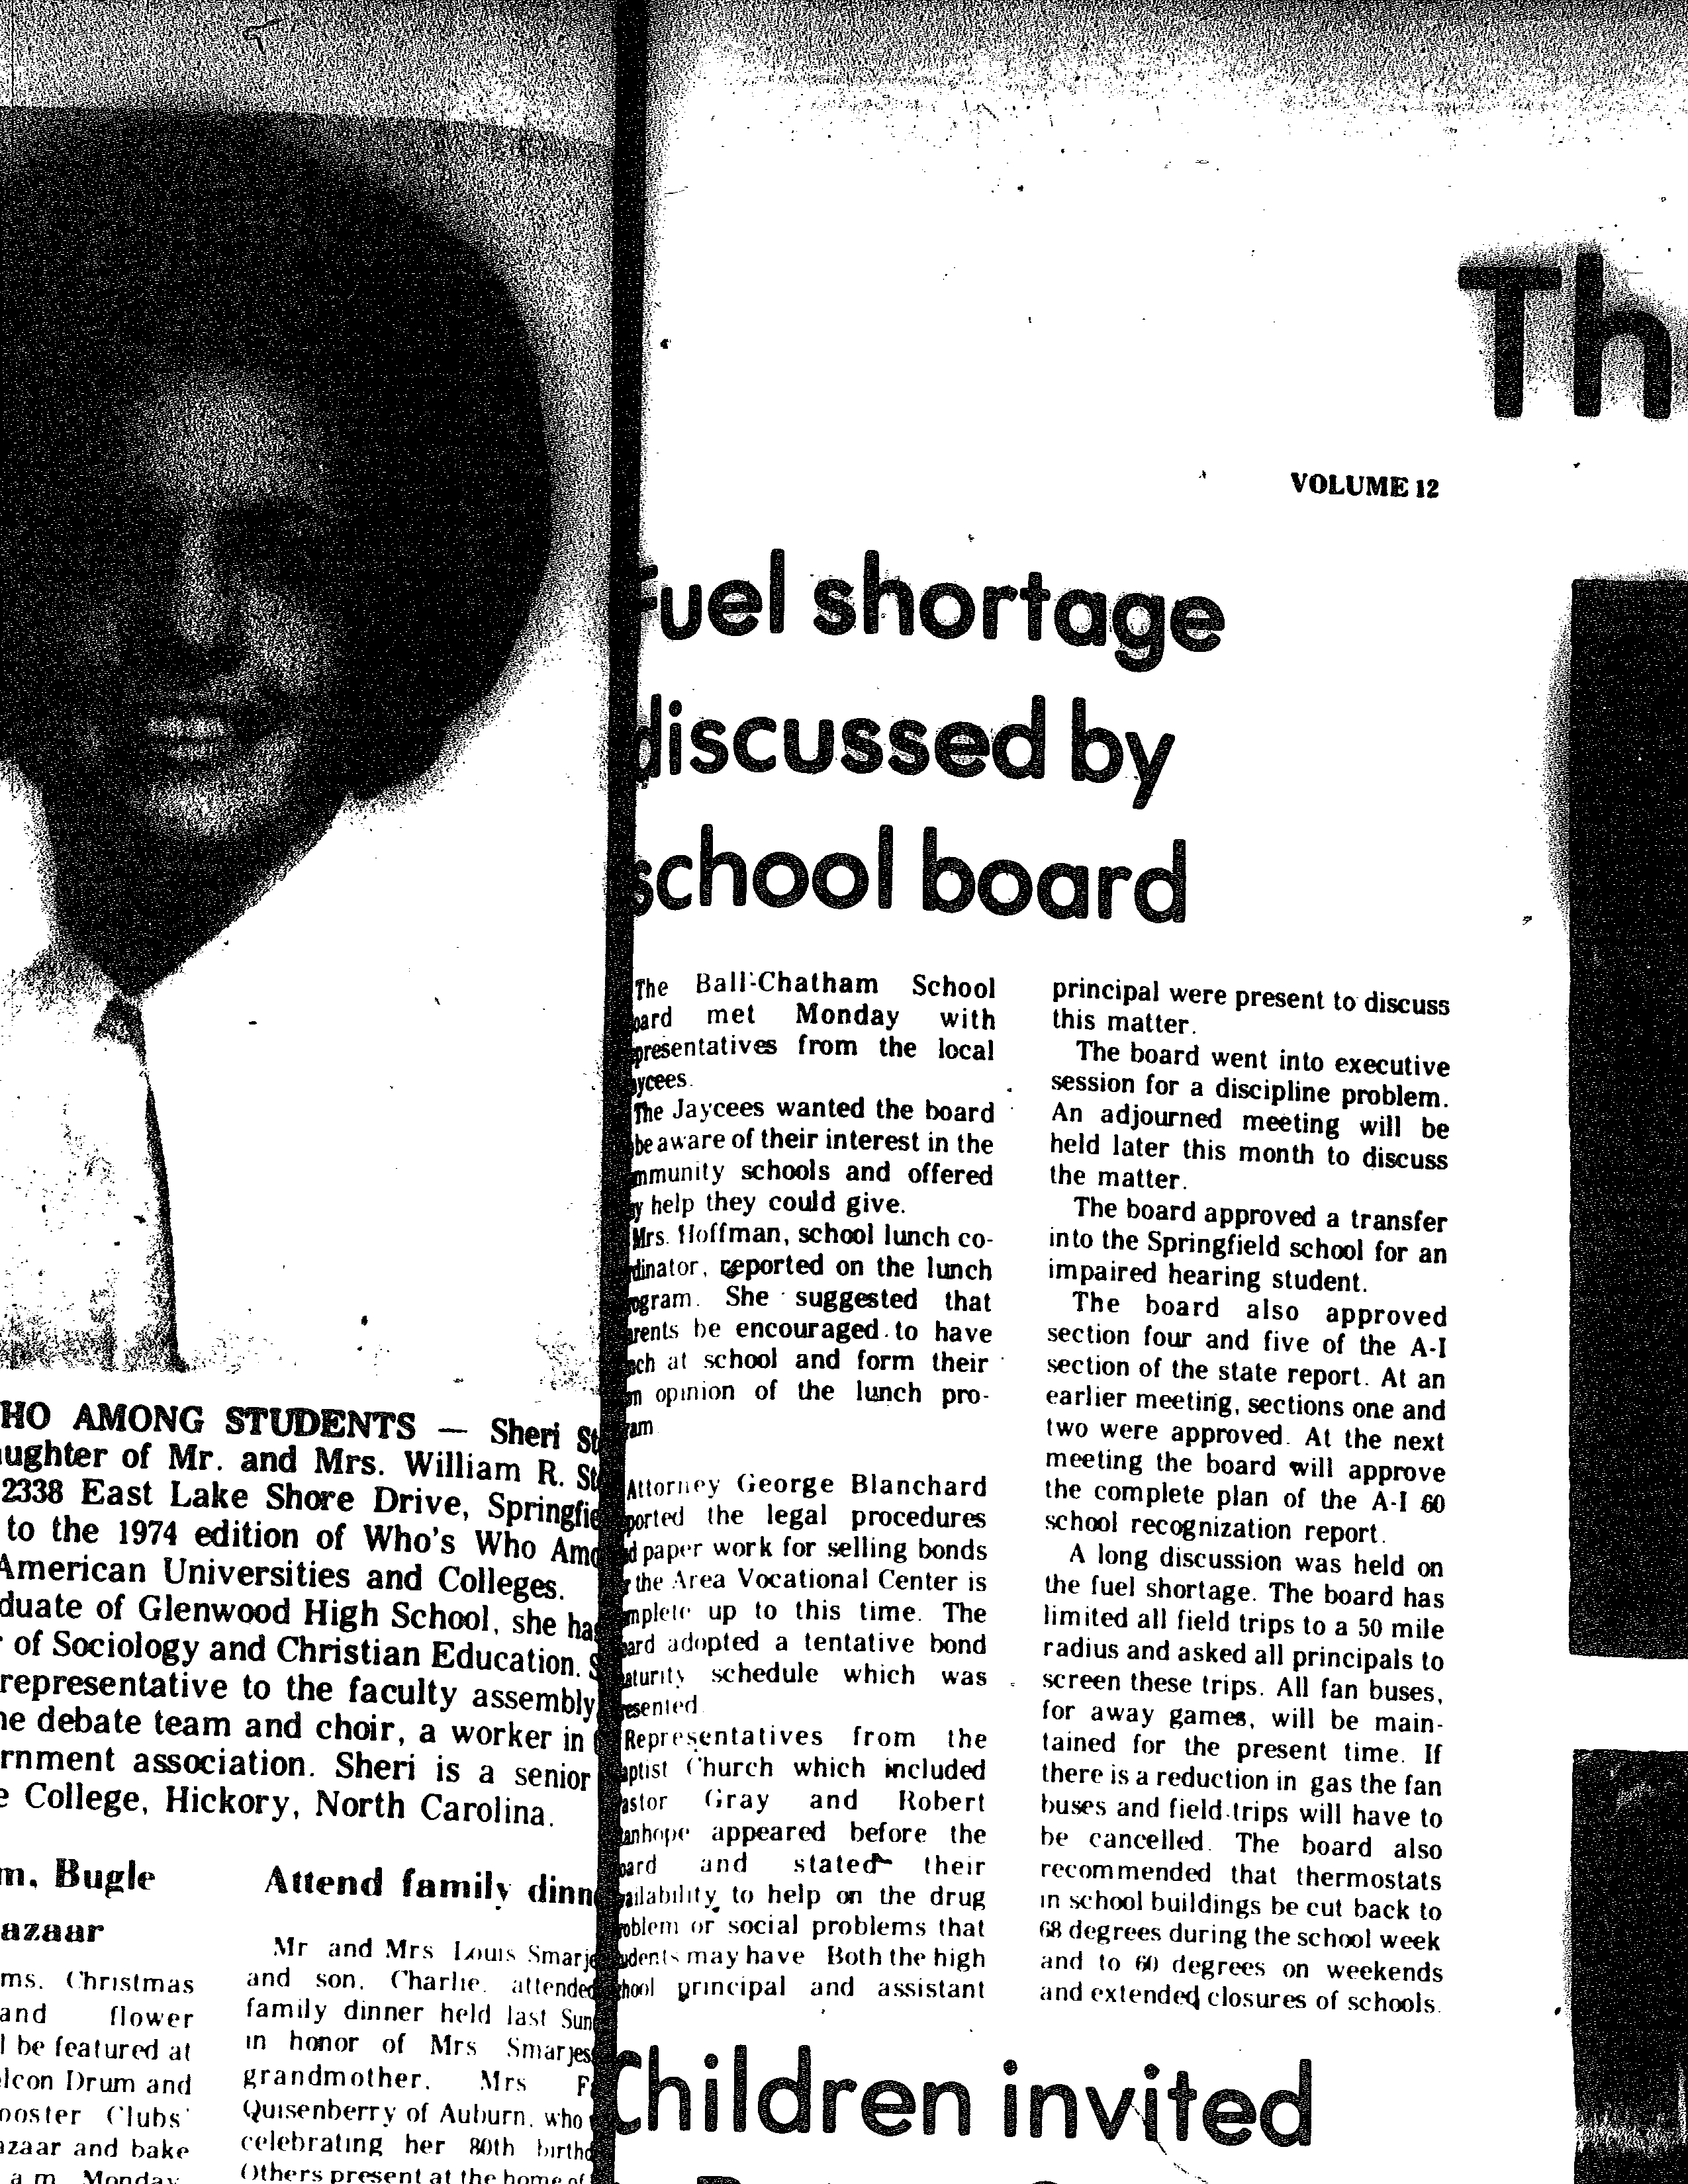 Th
VOLUME 12
Fuel shortage
discussed by
school board
The Ball-Chatham School
oard met Monday with
presentatives from the local
ycees.
The Jaycees wanted the board
be aware of their interest in the
mmunity schools and offered
y help they could give.
Mrs. Hoffman, school lunch co-
dinator, reported on the lunch
ogram. She suggested that
arents be encouraged to have
ch at school and form their
n opinion of the lunch pro-
ram
Attorney George Blanchard
ported the legal procedures
d paper work for selling bonds
r the Area Vocational Center is
mplete up to this time. The
ard adopted a tentative bond
aturity schedule which was
esented.
Representatives from the
aptist Church which included
astor Gray and Robert
anhope appeared before the
oard and stated their
ailability to help on the drug
oblem or social problems that
udents may have Both the high
hool principal and assistant
principal were present to discuss
this matter.
The board went into executive
session for a discipline problem.
An adjourned meeting will be
held later this month to discuss
the matter.
The board approved a transfer
into the Springfield school for an
impaired hearing student.
The board also approved
section four and five of the A-I
section of the state report. At an
earlier meeting, sections one and
two were approved. At the next
meeting the board will approve
the complete plan of the A-I 60
school recognization report.
A long discussion was held on
the fuel shortage. The board has
limited all field trips to a 50 mile
radius and asked all principals to
screen these trips. All fan buses,
for away games, will be main-
tained for the present time. If
there is a reduction in gas the fan
buses and field trips will have to
be cancelled. The board also
recommended that thermostats
in school buildings be cut back to
68 degrees during the school week
and to 60 degrees on weekends
and extended closures of schools.
Children invited
HO AMONG STUDENTS — Sheri St
aughter of Mr. and Mrs. William R. St
2338 East Lake Shore Drive, Springfie
to the 1974 edition of Who's Who Amo
American Universities and Colleges.
duate of Glenwood High School, she has
r of Sociology and Christian Education. S
representative to the faculty assembly
ne debate team and choir, a worker in
rnment association. Sheri is a senior
e College, Hickory, North Carolina.
m, Bugle
azaar
ms, Christmas
and flower
l be featured at
lcon Drum and
ooster Clubs'
azaar and bake
a.m. Monday
Attend family dinn
Mr and Mrs Louis Smarje
and son, Charlie, attended
family dinner held last Sun
in honor of Mrs Smarjes
grandmother, Mrs F
Quisenberry of Auburn, who
celebrating her 80th birthd
Others present at the home of